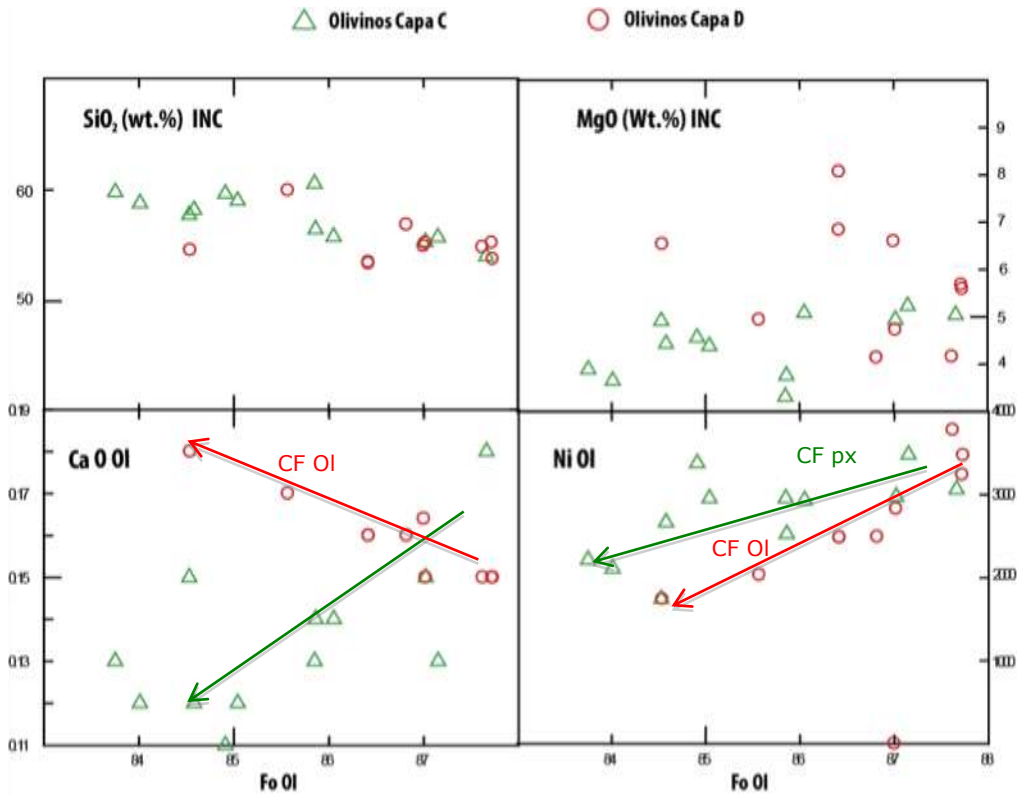 Olivinos Capa C
Olivinos Capa D
SiO₂ (wt.%) INC
MgO (Wt.%) INC
60
50
0.19
9
8
7
6
5
4
4000
Ca O Ol
CF Ol
Ni Ol
CF px
CF Ol
0.17
0.15
0.13
0.11
3000
2000
1000
84
85
86
87
84
85
86
87
88
Fo Ol
Fo Ol